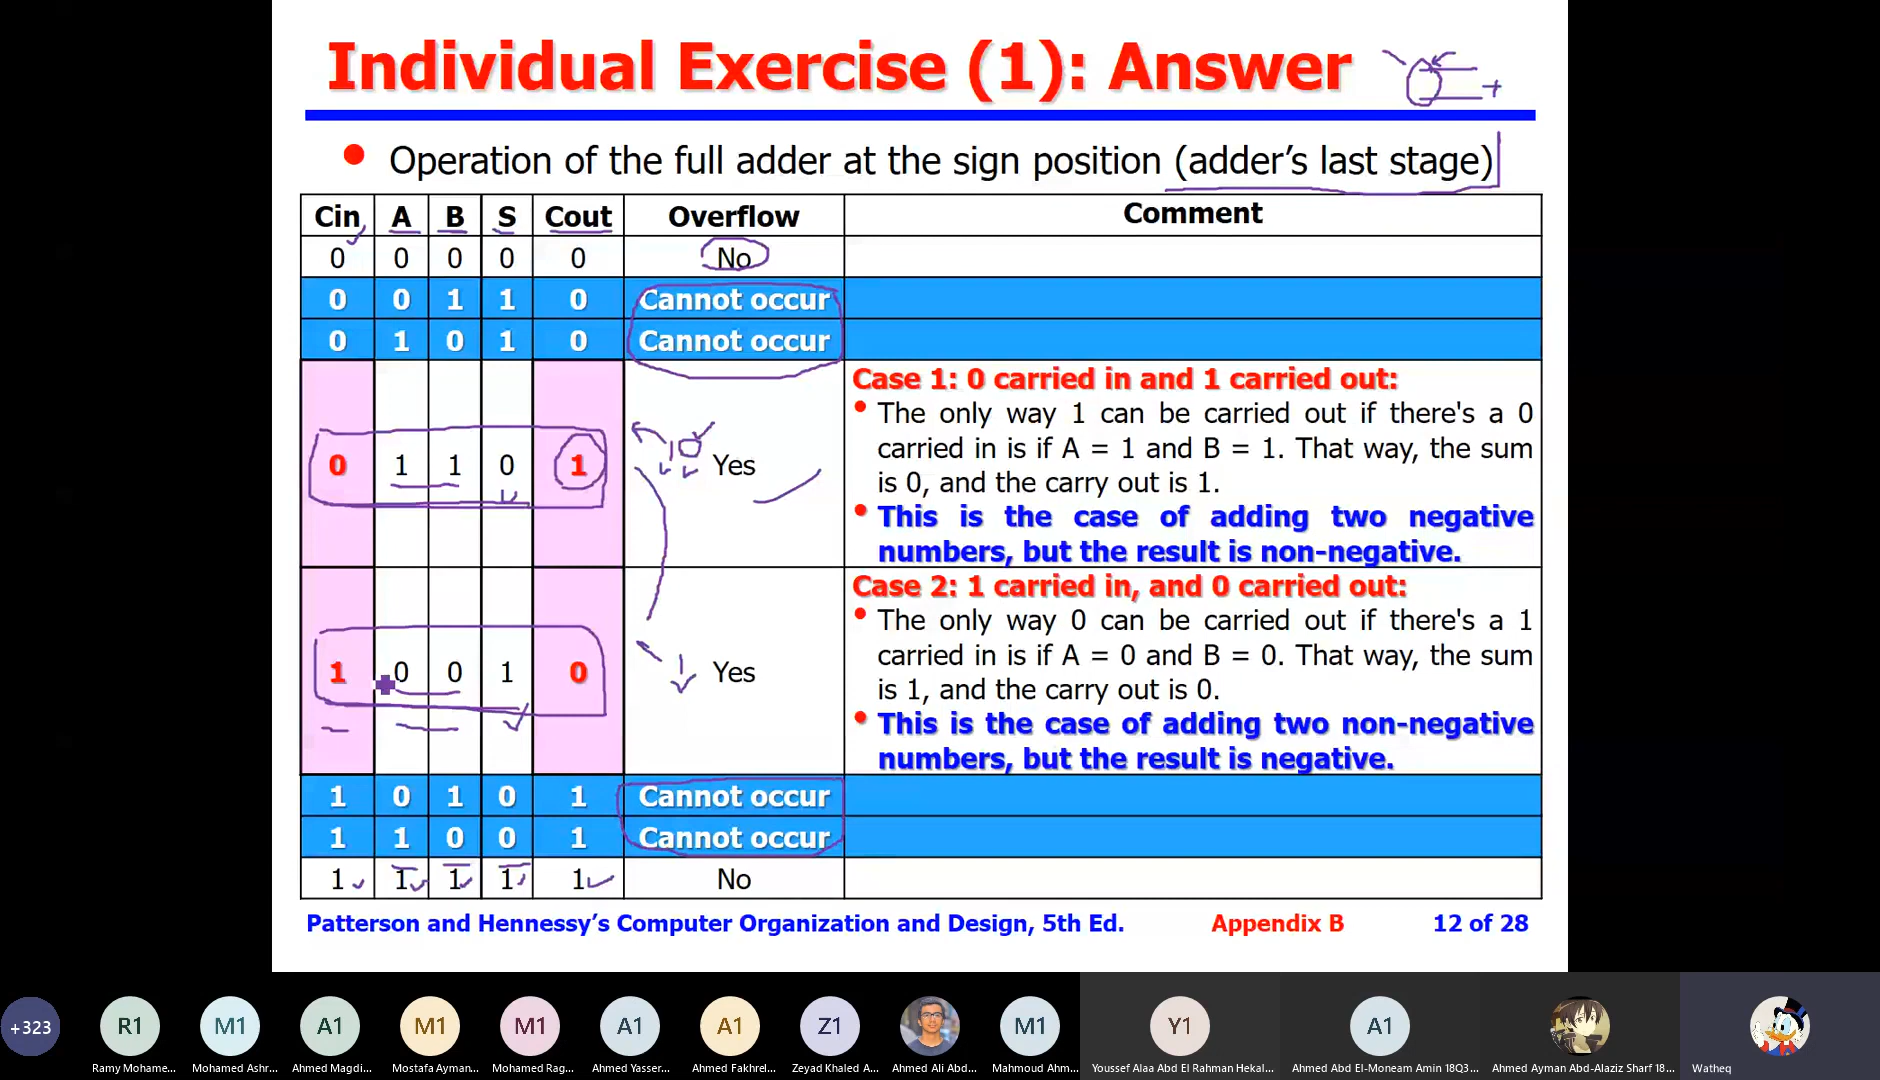 Individual Exercise (1): Answer
• Operation of the full adder at the sign position (adder's last stage)
Cin A B S Cout Overflow Comment
0 0 0 0 0 No
0 0 1 1 0 Cannot occur
0 1 0 1 0 Cannot occur
Case 1: 0 carried in and 1 carried out:
• The only way 1 can be carried out if there's a 0
carried in is if A = 1 and B = 1. That way, the sum
is 0, and the carry out is 1.
0 1 1 0 1 10 Yes
• This is the case of adding two negative
numbers, but the result is non-negative.
Case 2: 1 carried in, and 0 carried out:
• The only way 0 can be carried out if there's a 1
carried in is if A = 0 and B = 0. That way, the sum
is 1, and the carry out is 0.
1 0 0 1 0 Yes
• This is the case of adding two non-negative
numbers, but the result is negative.
1 0 1 0 1 Cannot occur
1 1 0 0 1 Cannot occur
1 1 1 1 1 No
Patterson and Hennessy's Computer Organization and Design, 5th Ed. Appendix B 12 of 28
+323 R1 M1 A1 M1 M1 A1 A1 Z1 M1 Y1 A1
Ramy Mohame... Mohamed Ashr... Ahmed Magdi... Mostafa Ayman... Mohamed Rag... Ahmed Yasser... Ahmed Fakhrel... Zeyad Khaled A... Ahmed Ali Abd... Mahmoud Ahm... Youssef Alaa Abd El Rahman Hekal... Ahmed Abd El-Moneam Amin 18Q3... Ahmed Ayman Abd-Alaziz Sharf 18... Watheq